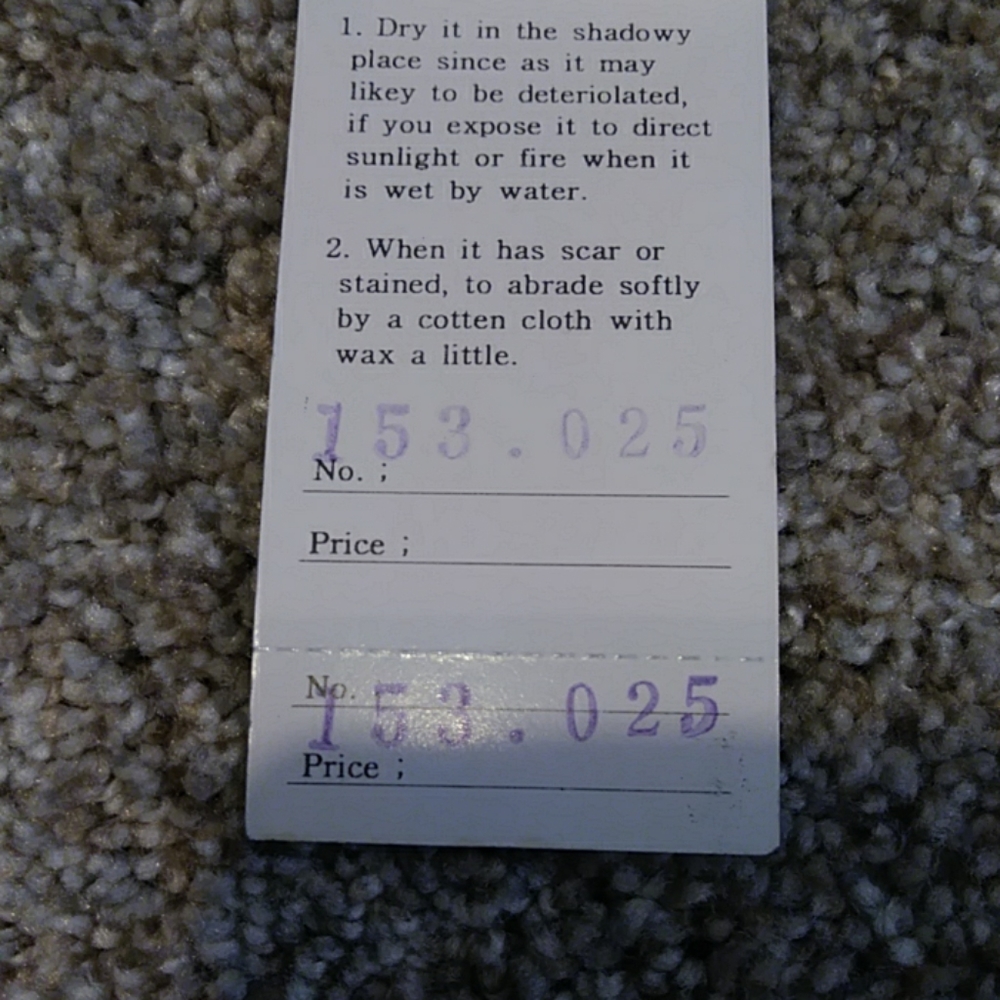 1. Dry it in the shadowy
place since as it may
likey to be deteriolated,
if you expose it to direct
sunlight or fire when it
is wet by water.
2. When it has scar or
stained, to abrade softly
by a cotten cloth with
wax a little.
153.025
No. ;
Price ;
No.
153.025
Price ;